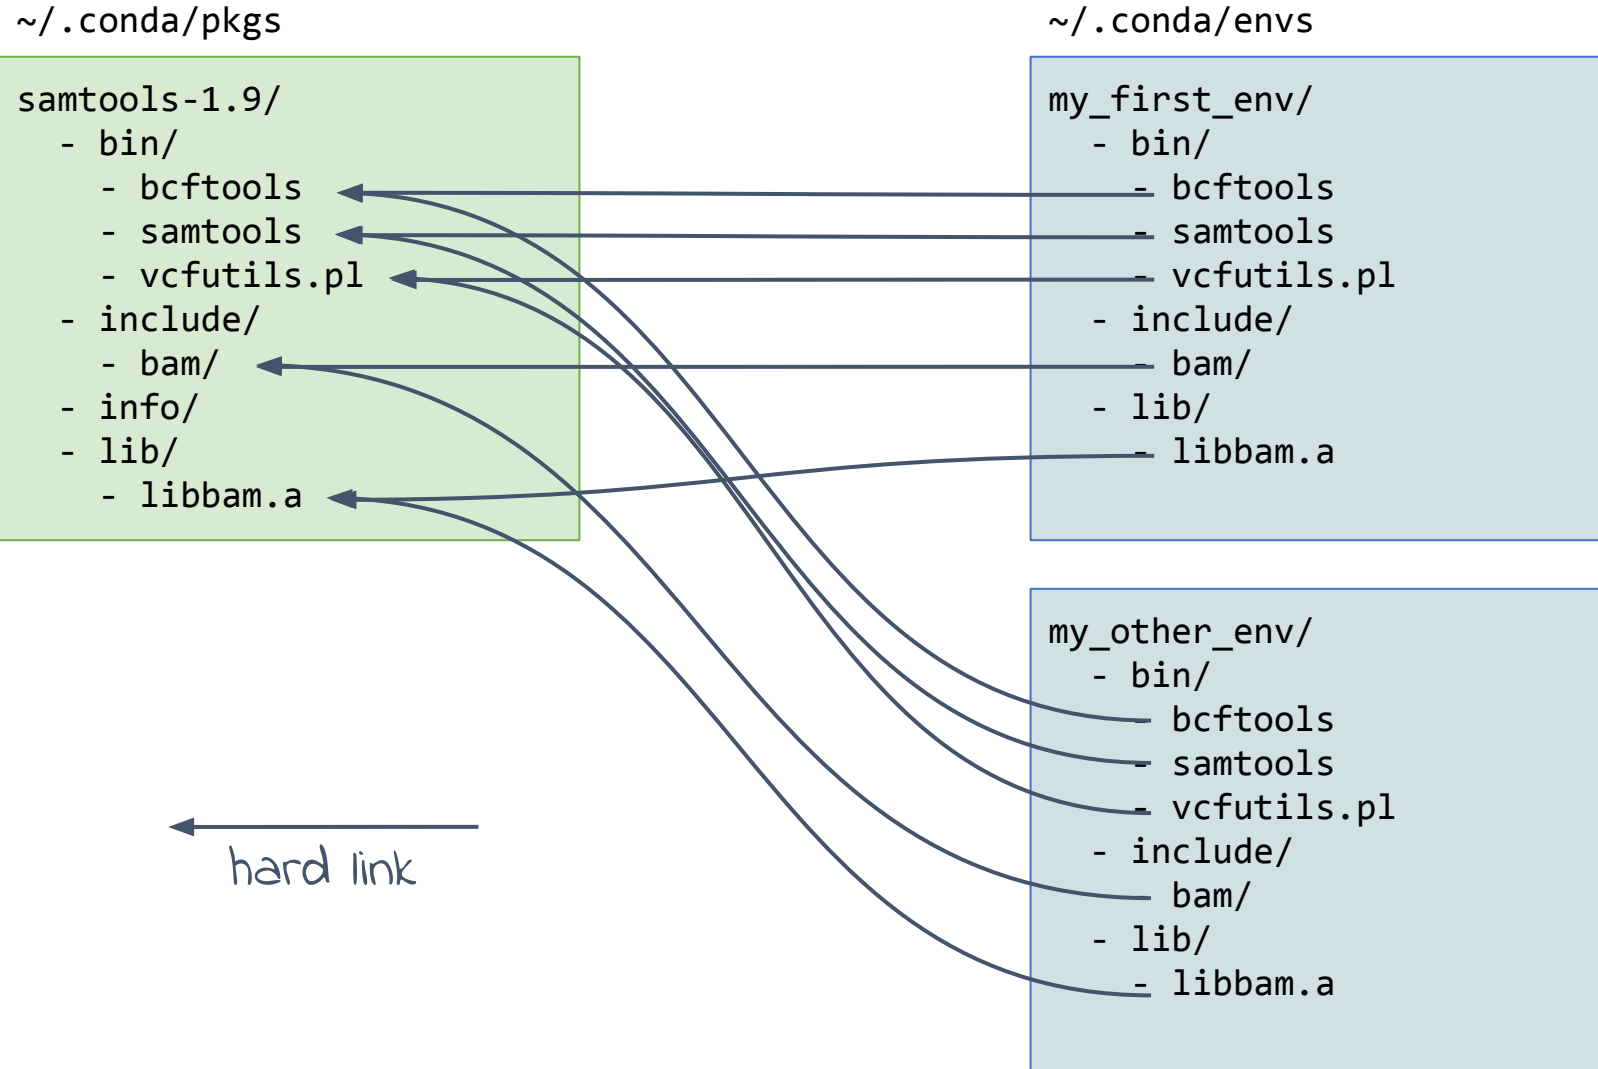 ~/.conda/pkgs
samtools-1.9/
- bin/
- bcftools
- samtools
- vcfutils.pl
- include/
- bam/
- info/
- lib/
- libbam.a
hard link
~/.conda/envs
my_first_env/
- bin/
- bcftools
- samtools
- vcfutils.pl
- include/
- bam/
- lib/
- libbam.a
my_other_env/
- bin/
- bcftools
- samtools
- vcfutils.pl
- include/
- bam/
- lib/
- libbam.a